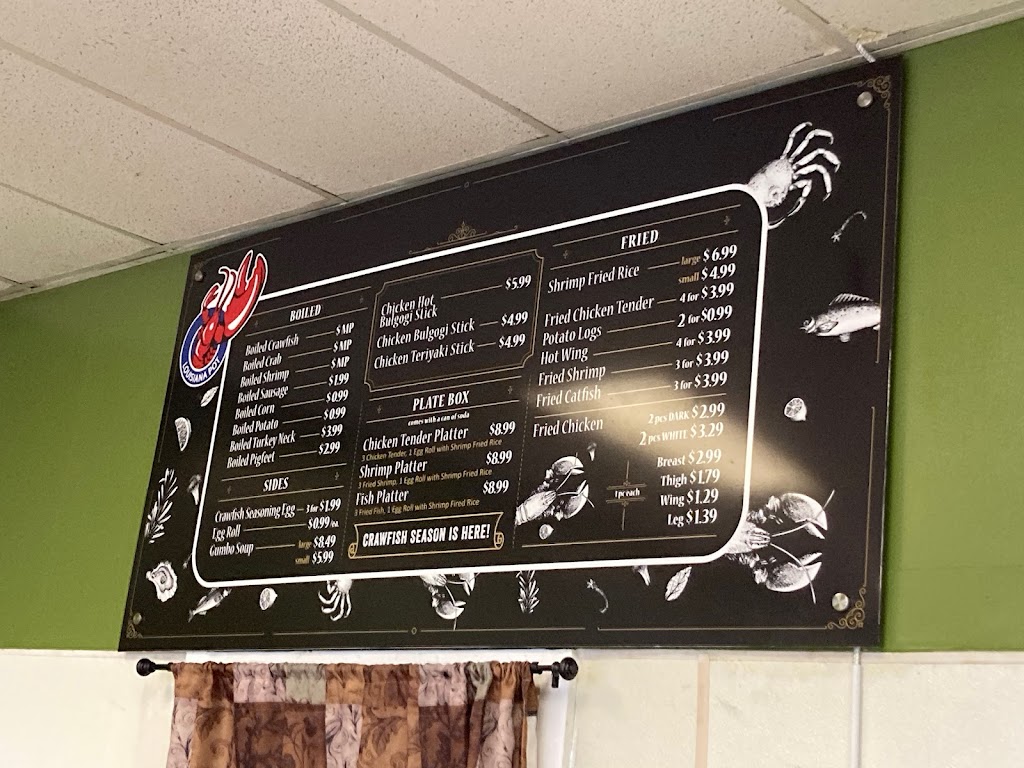 LOUSIANA POT
BOILED
Boiled Crawfish $ MP
Boiled Crab $ MP
Boiled Shrimp $ MP
Boiled Sausage $1.99
Boiled Corn $0.99
Boiled Potato $0.99
Boiled Turkey Neck $3.99
Boiled Pigfeet $2.99
SIDES
Crawfish Seasoning Egg 3 for $1.99
Egg Roll $0.99 /ea.
Gumbo Soup large $8.49
small $5.99
Chicken Hot $5.99
Bulgogi Stick
Chicken Bulgogi Stick $4.99
Chicken Teriyaki Stick $4.99
PLATE BOX
comes with a can of soda
Chicken Tender Platter $8.99
3 Chicken Tender, 1 Egg Roll with Shrimp Fried Rice
Shrimp Platter $8.99
3 Fried Shrimp, 1 Egg Roll with Shrimp Fried Rice
Fish Platter $8.99
3 Fried Fish, 1 Egg Roll with Shrimp Fired Rice
CRAWFISH SEASON IS HERE!
FRIED
Shrimp Fried Rice large $6.99
small $4.99
Fried Chicken Tender 4 for $3.99
Potato Logs 2 for $0.99
Hot Wing 4 for $3.99
Fried Shrimp 3 for $3.99
Fried Catfish 3 for $3.99
Fried Chicken 2 pcs DARK $2.99
2 pcs WHITE $3.29
1 pc each
Breast $2.99
Thigh $1.79
Wing $1.29
Leg $1.39